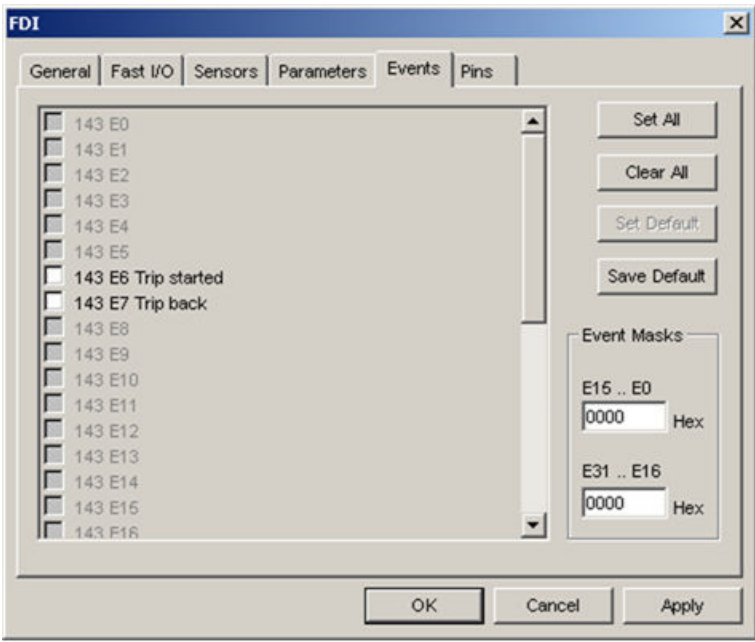 FDI
General Fast I/O Sensors Parameters Events Pins
143 E0
143 E1
143 E2
143 E3
143 E4
143 E5
143 E6 Trip started
143 E7 Trip back
143 E8
143 E9
143 E10
143 E11
143 E12
143 E13
143 E14
143 E15
143 E16
Set All
Clear All
Set Default
Save Default
Event Masks
E15 .. E0
0000 Hex
E31 .. E16
0000 Hex
OK Cancel Apply